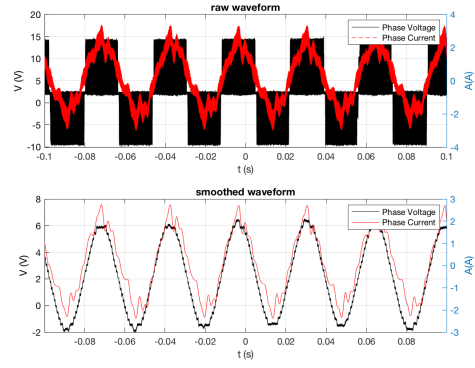 raw waveform
Phase Voltage
Phase Current
V (V)
20
15
10
5
0
-5
-10
4
2
0
-2
-4
A(A)
-0.1 -0.08 -0.06 -0.04 -0.02 0 0.02 0.04 0.06 0.08 0.1
t (s)
smoothed waveform
Phase Voltage
Phase Current
V (V)
8
6
4
2
0
-2
3
2
1
0
-1
-2
-3
A(A)
-0.08 -0.06 -0.04 -0.02 0 0.02 0.04 0.06 0.08
t (s)